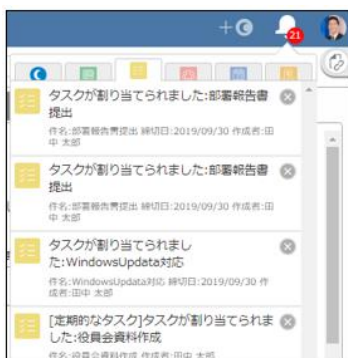 21
タスクが割り当てられました:部署報告書
提出
件名:部署報告書提出 締切日:2019/09/30 作成者:田
中 太郎
タスクが割り当てられました:部署報告書
提出
件名:部署報告書提出 締切日:2019/09/30 作成者:田
中 太郎
タスクが割り当てられまし
た:WindowsUpdata対応
件名:WindowsUpdata対応 締切日:2019/09/30 作
成者:田中 太郎
[定期的なタスク]タスクが割り当てられま
した:役員会資料作成
件名:役員会資料作成 作成者:田中 太郎